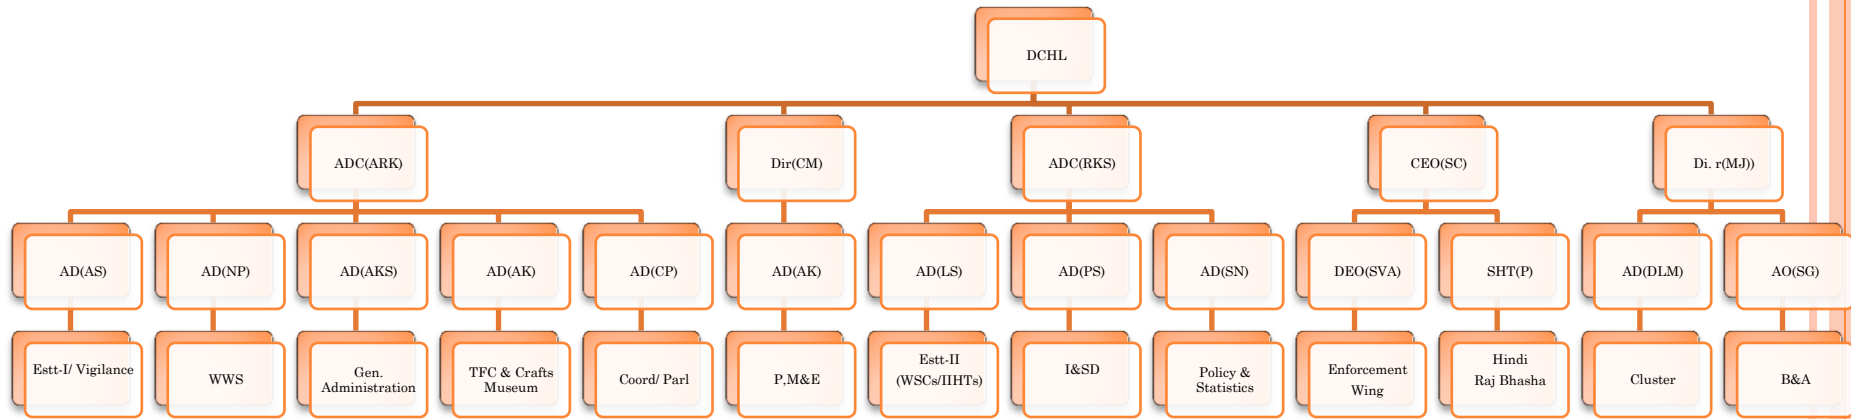 DCHL
ADC(ARK)
Dir(CM)
ADC(RKS)
CEO(SC)
Di. r(MJ))
AD(AS)
AD(NP)
AD(AKS)
AD(AK)
AD(CP)
AD(AK)
AD(LS)
AD(PS)
AD(SN)
DEO(SVA)
SHT(P)
AD(DLM)
AO(SG)
Estt-I/ Vigilance
WWS
Gen.
Administration
TFC & Crafts
Museum
Coord/ Parl
P,M&E
Estt-II
(WSCs/IIHTs)
I&SD
Policy &
Statistics
Enforcement
Wing
Hindi
Raj Bhasha
Cluster
B&A